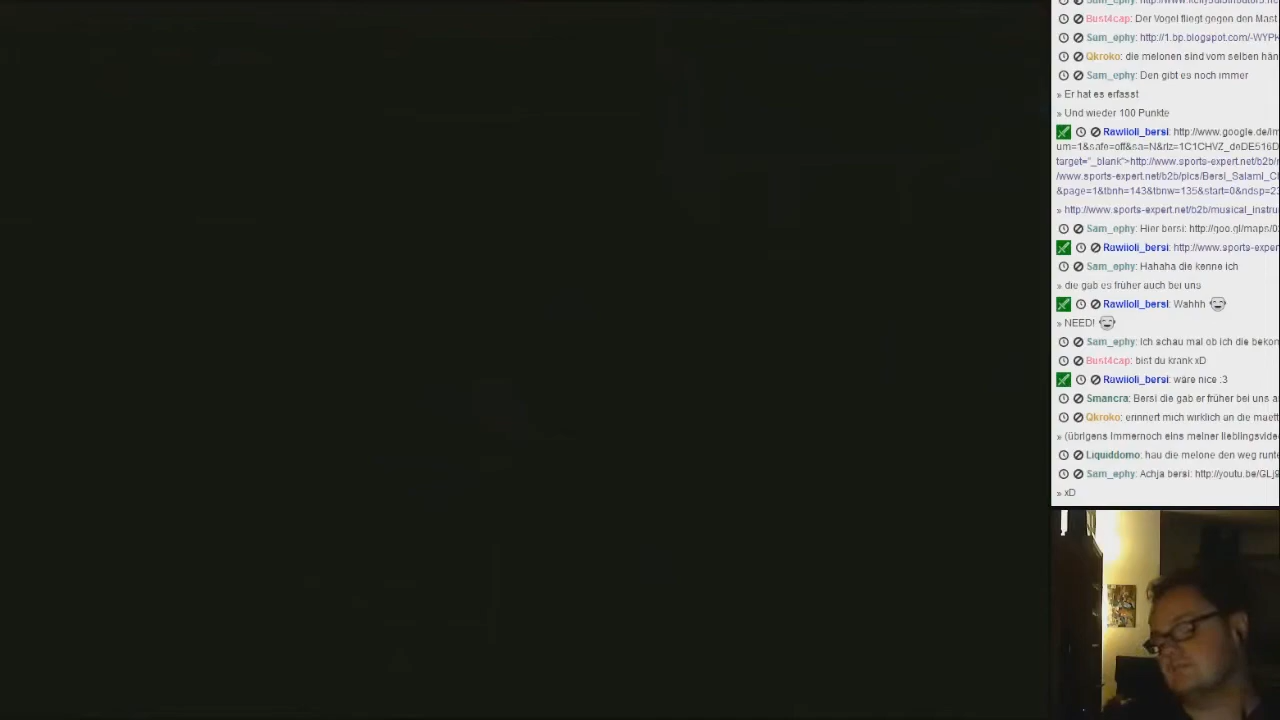 Bust4cap: Der Vogel fliegt gegen den Mast
Sam_ephy: http://1.bp.blogspot.com/-WYPK
Qkroko: die melonen sind vom selben hän
Sam_ephy: Den gibt es noch immer
» Er hat es erfasst
» Und wieder 100 Punkte
Rawiioli_bersi: http://www.google.de/im
um=1&safe=off&sa=N&rlz=1C1CHVZ_deDE516D
target="_blank">http://www.sports-expert.net/b2b/
/www.sports-expert.net/b2b/pics/Bersi_Salami_C
&page=1&tbnh=143&tbnw=135&start=0&ndsp=23
» http://www.sports-expert.net/b2b/musical_instru
Sam_ephy: Hier bersi: http://goo.gl/maps/0
Rawiioli_bersi: http://www.sports-exper
Sam_ephy: Hahaha die kenne ich
» die gab es früher auch bei uns
Rawiioli_bersi: Wahhh
» NEED!
Sam_ephy: Ich schau mal ob ich die bekom
Bust4cap: bist du krank xD
Rawiioli_bersi: wäre nice :3
Smancra: Bersi die gab er früher bei uns a
Qkroko: erinnert mich wirklich an die maett
» (übrigens immernoch eins meiner lieblingsvide
Liquiddomo: hau die melone den weg runte
Sam_ephy: Achja bersi: http://youtu.be/GLj9
» xD